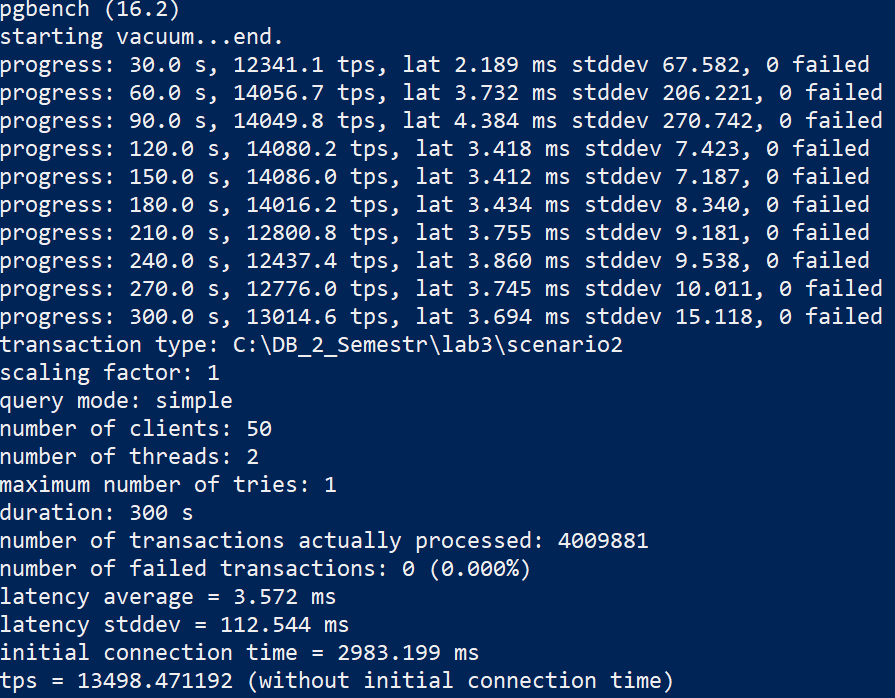 pgbench (16.2)
starting vacuum...end.
progress: 30.0 s, 12341.1 tps, lat 2.189 ms stddev 67.582, 0 failed
progress: 60.0 s, 14056.7 tps, lat 3.732 ms stddev 206.221, 0 failed
progress: 90.0 s, 14049.8 tps, lat 4.384 ms stddev 270.742, 0 failed
progress: 120.0 s, 14080.2 tps, lat 3.418 ms stddev 7.423, 0 failed
progress: 150.0 s, 14086.0 tps, lat 3.412 ms stddev 7.187, 0 failed
progress: 180.0 s, 14016.2 tps, lat 3.434 ms stddev 8.340, 0 failed
progress: 210.0 s, 12800.8 tps, lat 3.755 ms stddev 9.181, 0 failed
progress: 240.0 s, 12437.4 tps, lat 3.860 ms stddev 9.538, 0 failed
progress: 270.0 s, 12776.0 tps, lat 3.745 ms stddev 10.011, 0 failed
progress: 300.0 s, 13014.6 tps, lat 3.694 ms stddev 15.118, 0 failed
transaction type: C:\DB_2_Semestr\lab3\scenario2
scaling factor: 1
query mode: simple
number of clients: 50
number of threads: 2
maximum number of tries: 1
duration: 300 s
number of transactions actually processed: 4009881
number of failed transactions: 0 (0.000%)
latency average = 3.572 ms
latency stddev = 112.544 ms
initial connection time = 2983.199 ms
tps = 13498.471192 (without initial connection time)